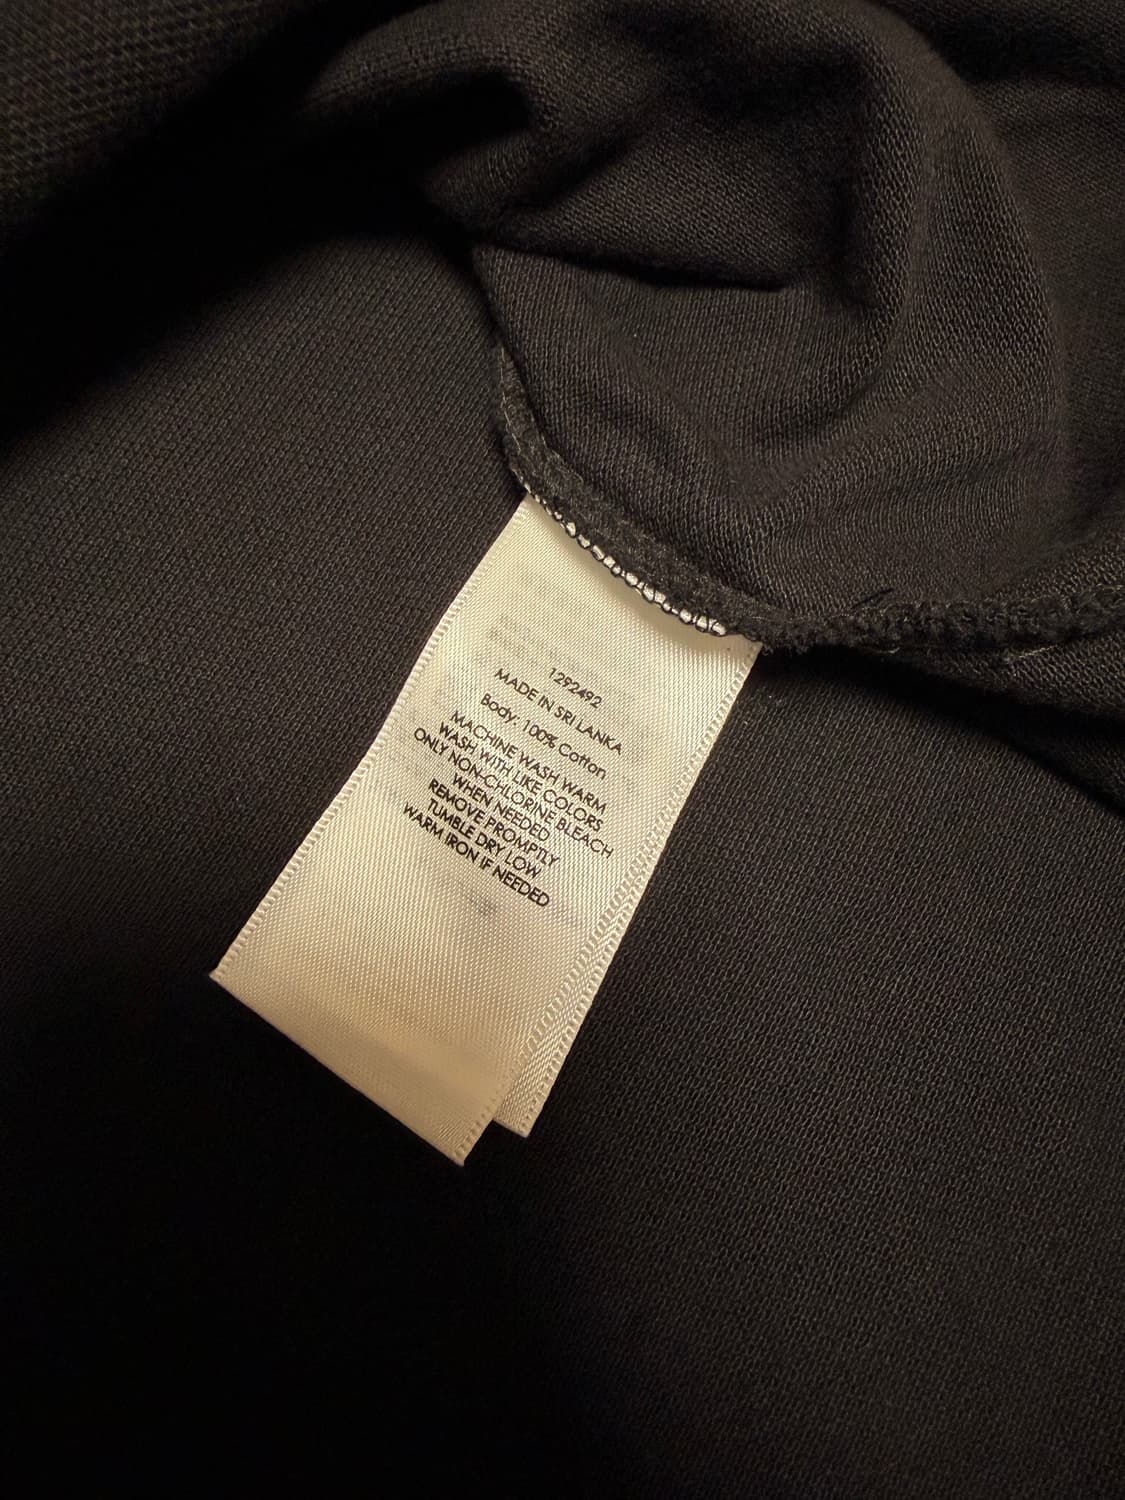 1292492
MADE IN SRI LANKA
Body: 100% Cotton
MACHINE WASH WARM
WASH WITH LIKE COLORS
ONLY NON-CHLORINE BLEACH
WHEN NEEDED
REMOVE PROMPTLY
TUMBLE DRY LOW
WARM IRON IF NEEDED